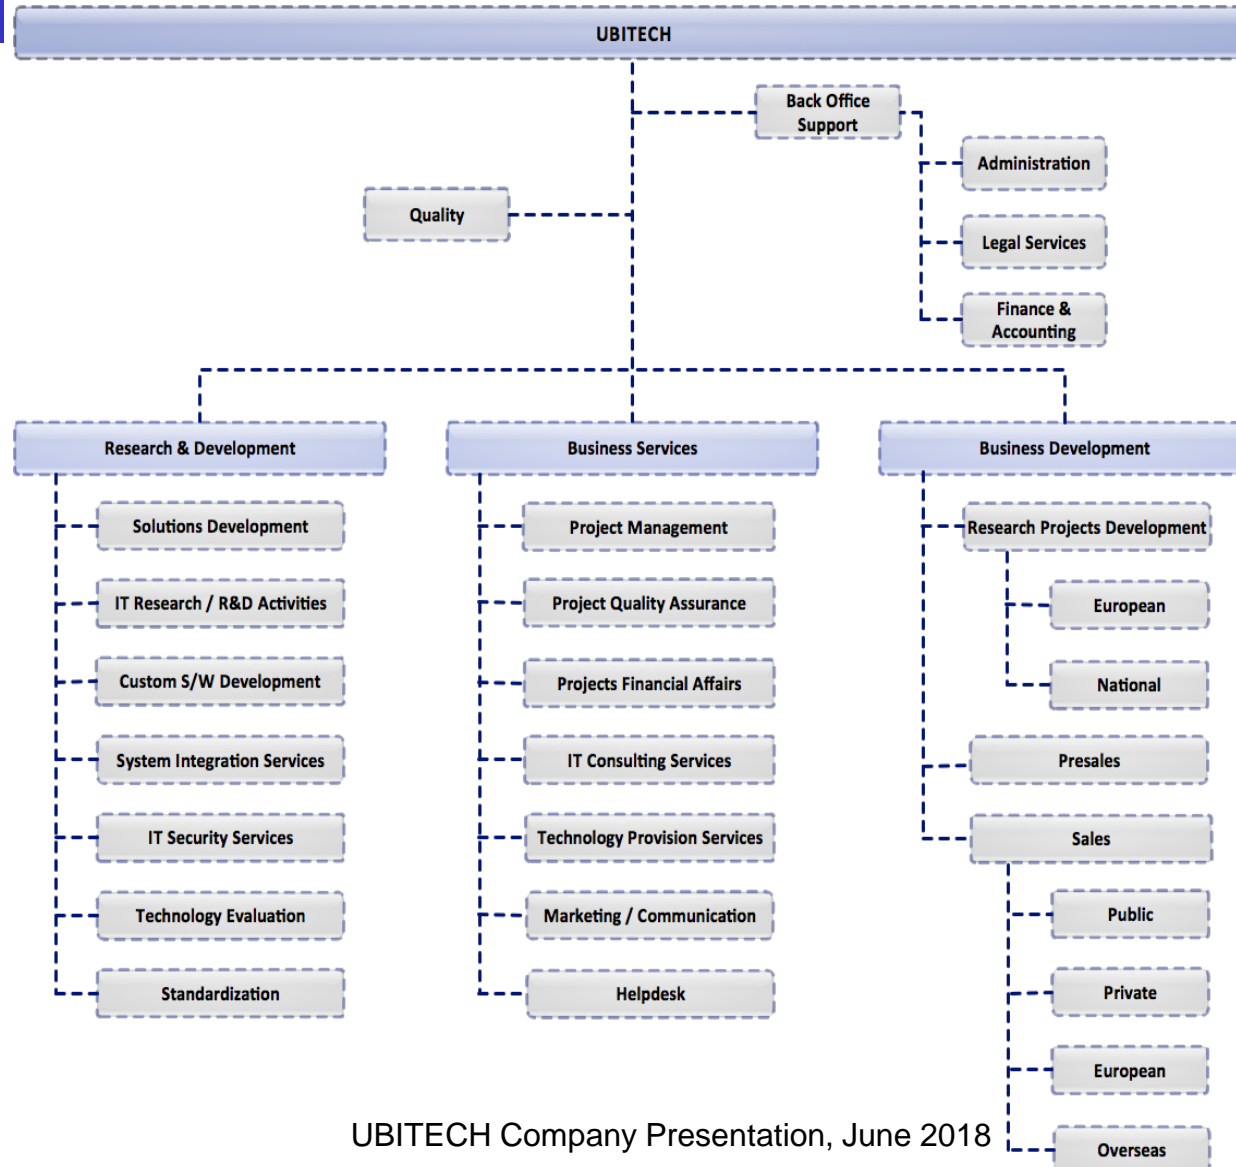 UBITECH
Back Office
Support
Administration
Quality
Legal Services
Finance &
Accounting
Research & Development
Solutions Development
IT Research / R&D Activities
Custom S/W Development
System Integration Services
IT Security Services
Technology Evaluation
Standardization
Business Services
Project Management
Project Quality Assurance
Projects Financial Affairs
IT Consulting Services
Technology Provision Services
Marketing / Communication
Helpdesk
Business Development
Research Projects Development
European
National
Presales
Sales
Public
Private
European
Overseas
UBITECH Company Presentation, June 2018